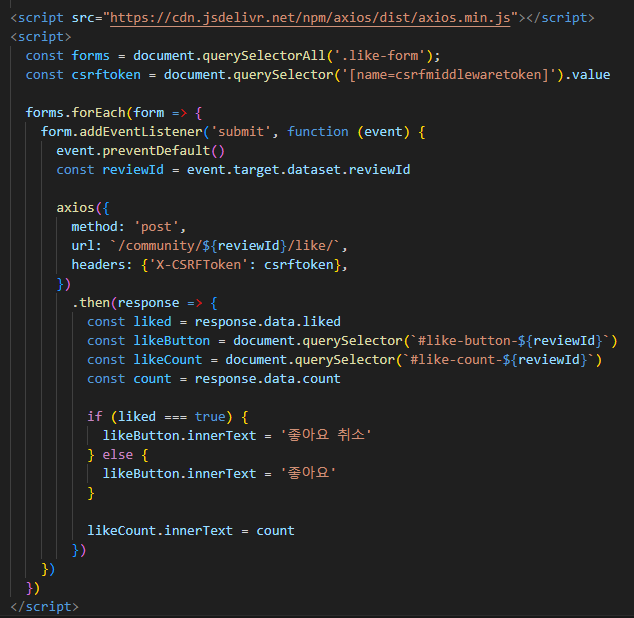 <script src="https://cdn.jsdelivr.net/npm/axios/dist/axios.min.js"></script>
<script>
  const forms = document.querySelectorAll('.like-form');
  const csrftoken = document.querySelector('[name=csrfmiddlewaretoken]').value

  forms.forEach(form => {
    form.addEventListener('submit', function (event) {
      event.preventDefault()
      const reviewId = event.target.dataset.reviewId

      axios({
        method: 'post',
        url: `/community/${reviewId}/like/`,
        headers: {'X-CSRFToken': csrftoken},
      })
        .then(response => {
          const liked = response.data.liked
          const likeButton = document.querySelector(`#like-button-${reviewId}`)
          const likeCount = document.querySelector(`#like-count-${reviewId}`)
          const count = response.data.count

          if (liked === true) {
            likeButton.innerText = '좋아요 취소'
          } else {
            likeButton.innerText = '좋아요'
          }

          likeCount.innerText = count
        })
    })
  })
</script>